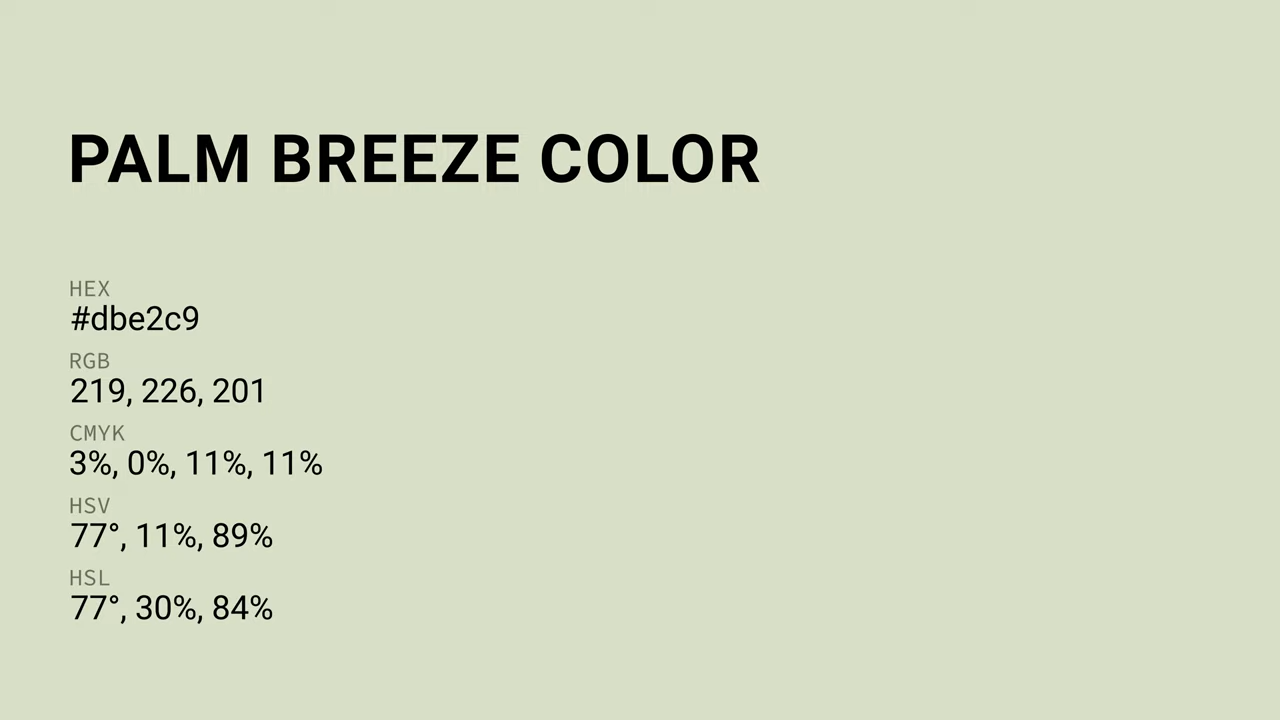 PALM BREEZE COLOR
HEX
#dbe2c9
RGB
219, 226, 201
CMYK
3%, 0%, 11%, 11%
HSV
77°, 11%, 89%
HSL
77°, 30%, 84%